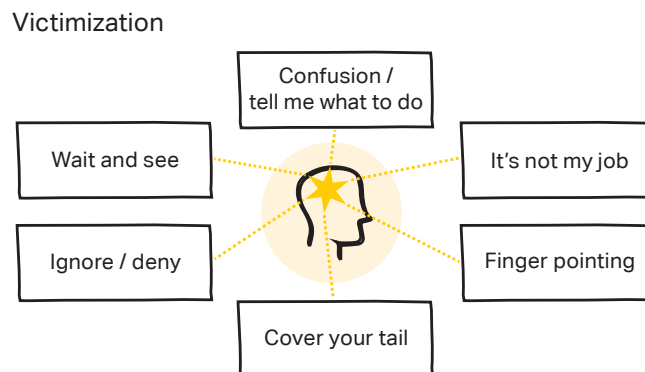 Victimization
Confusion /
tell me what to do
Wait and see
It's not my job
Ignore / deny
Finger pointing
Cover your tail